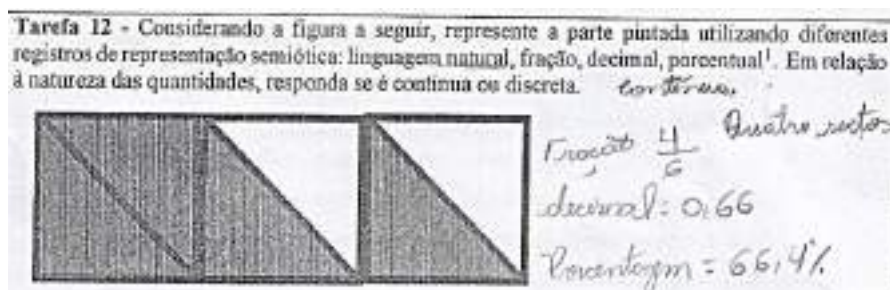 Tarefa 12 - Considerando a figura a seguir, represente a parte pintada utilizando diferentes
registros de representação semiótica: linguagem natural, fração, decimal, porcentual¹. Em relação
à natureza das quantidades, responda se é contínua ou discreta.
Fração 4/6 Quatro
decimal: 0,66
Porcentagem = 66,4%